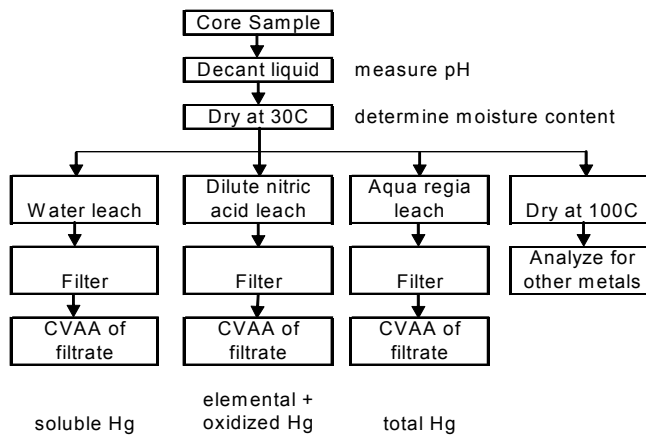 Core Sample
Decant liquid
measure pH
Dry at 30C
determine moisture content
Water leach
Dilute nitric
acid leach
Aqua regia
leach
Dry at 100C
Filter
Filter
Filter
Analyze for
other metals
CVAA of
filtrate
CVAA of
filtrate
CVAA of
filtrate
soluble Hg
elemental +
oxidized Hg
total Hg